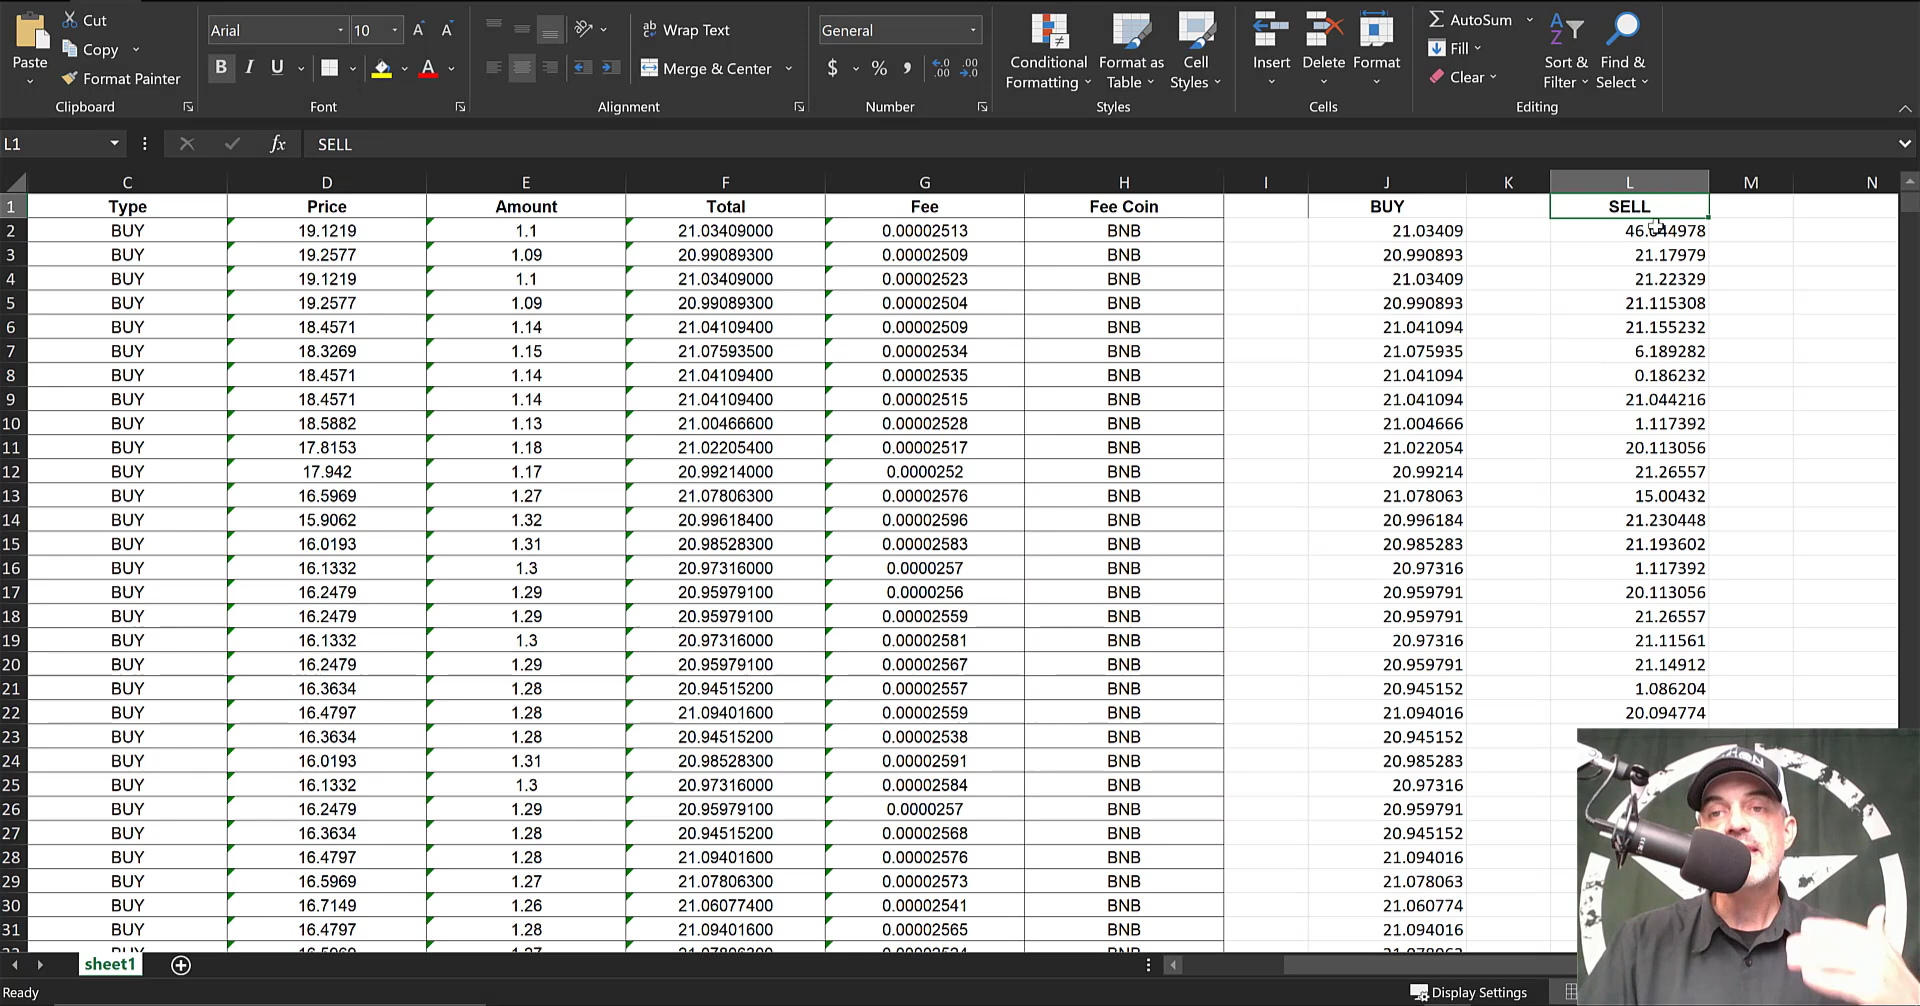 Cut
Copy
Format Painter
Paste
Clipboard
Arial
10
A
A
B
I
U
A
Font
ab
Wrap Text
Merge & Center
Alignment
General
$
%
,
Number
Conditional Formatting
Format as Table
Cell Styles
Styles
Insert
Delete
Format
Cells
AutoSum
Fill
Clear
Sort & Filter
Find & Select
Editing
L1
fx
SELL
C D E F G H I J K L M N
1 Type Price Amount Total Fee Fee Coin BUY SELL
2 BUY 19.1219 1.1 21.03409000 0.00002513 BNB 21.03409
3 BUY 19.2577 1.09 20.99089300 0.00002509 BNB 20.990893 21.17979
4 BUY 19.1219 1.1 21.03409000 0.00002523 BNB 21.03409 21.22329
5 BUY 19.2577 1.09 20.99089300 0.00002504 BNB 20.990893 21.115308
6 BUY 18.4571 1.14 21.04109400 0.00002509 BNB 21.041094 21.155232
7 BUY 18.3269 1.15 21.07593500 0.00002534 BNB 21.075935 6.189282
8 BUY 18.4571 1.14 21.04109400 0.00002535 BNB 21.041094 0.186232
9 BUY 18.4571 1.14 21.04109400 0.00002515 BNB 21.041094 21.044216
10 BUY 18.5882 1.13 21.00466600 0.00002528 BNB 21.004666 1.117392
11 BUY 17.8153 1.18 21.02205400 0.00002517 BNB 21.022054 20.113056
12 BUY 17.942 1.17 20.99214000 0.0000252 BNB 20.99214 21.26557
13 BUY 16.5969 1.27 21.07806300 0.00002576 BNB 21.078063 15.00432
14 BUY 15.9062 1.32 20.99618400 0.00002596 BNB 20.996184 21.230448
15 BUY 16.0193 1.31 20.98528300 0.00002583 BNB 20.985283 21.193602
16 BUY 16.1332 1.3 20.97316000 0.0000257 BNB 20.97316 1.117392
17 BUY 16.2479 1.29 20.95979100 0.0000256 BNB 20.959791 20.113056
18 BUY 16.2479 1.29 20.95979100 0.00002559 BNB 20.959791 21.26557
19 BUY 16.1332 1.3 20.97316000 0.00002581 BNB 20.97316 21.11561
20 BUY 16.2479 1.29 20.95979100 0.00002567 BNB 20.959791 21.14912
21 BUY 16.3634 1.28 20.94515200 0.00002557 BNB 20.945152 1.086204
22 BUY 16.4797 1.28 21.09401600 0.00002559 BNB 21.094016 20.094774
23 BUY 16.3634 1.28 20.94515200 0.00002538 BNB 20.945152
24 BUY 16.0193 1.31 20.98528300 0.00002591 BNB 20.985283
25 BUY 16.1332 1.3 20.97316000 0.00002584 BNB 20.97316
26 BUY 16.2479 1.29 20.95979100 0.0000257 BNB 20.959791
27 BUY 16.3634 1.28 20.94515200 0.00002568 BNB 20.945152
28 BUY 16.4797 1.28 21.09401600 0.00002576 BNB 21.094016
29 BUY 16.5969 1.27 21.07806300 0.00002573 BNB 21.078063
30 BUY 16.7149 1.26 21.06077400 0.00002541 BNB 21.060774
31 BUY 16.4797 1.28 21.09401600 0.00002565 BNB 21.094016
sheet1
Ready
Display Settings